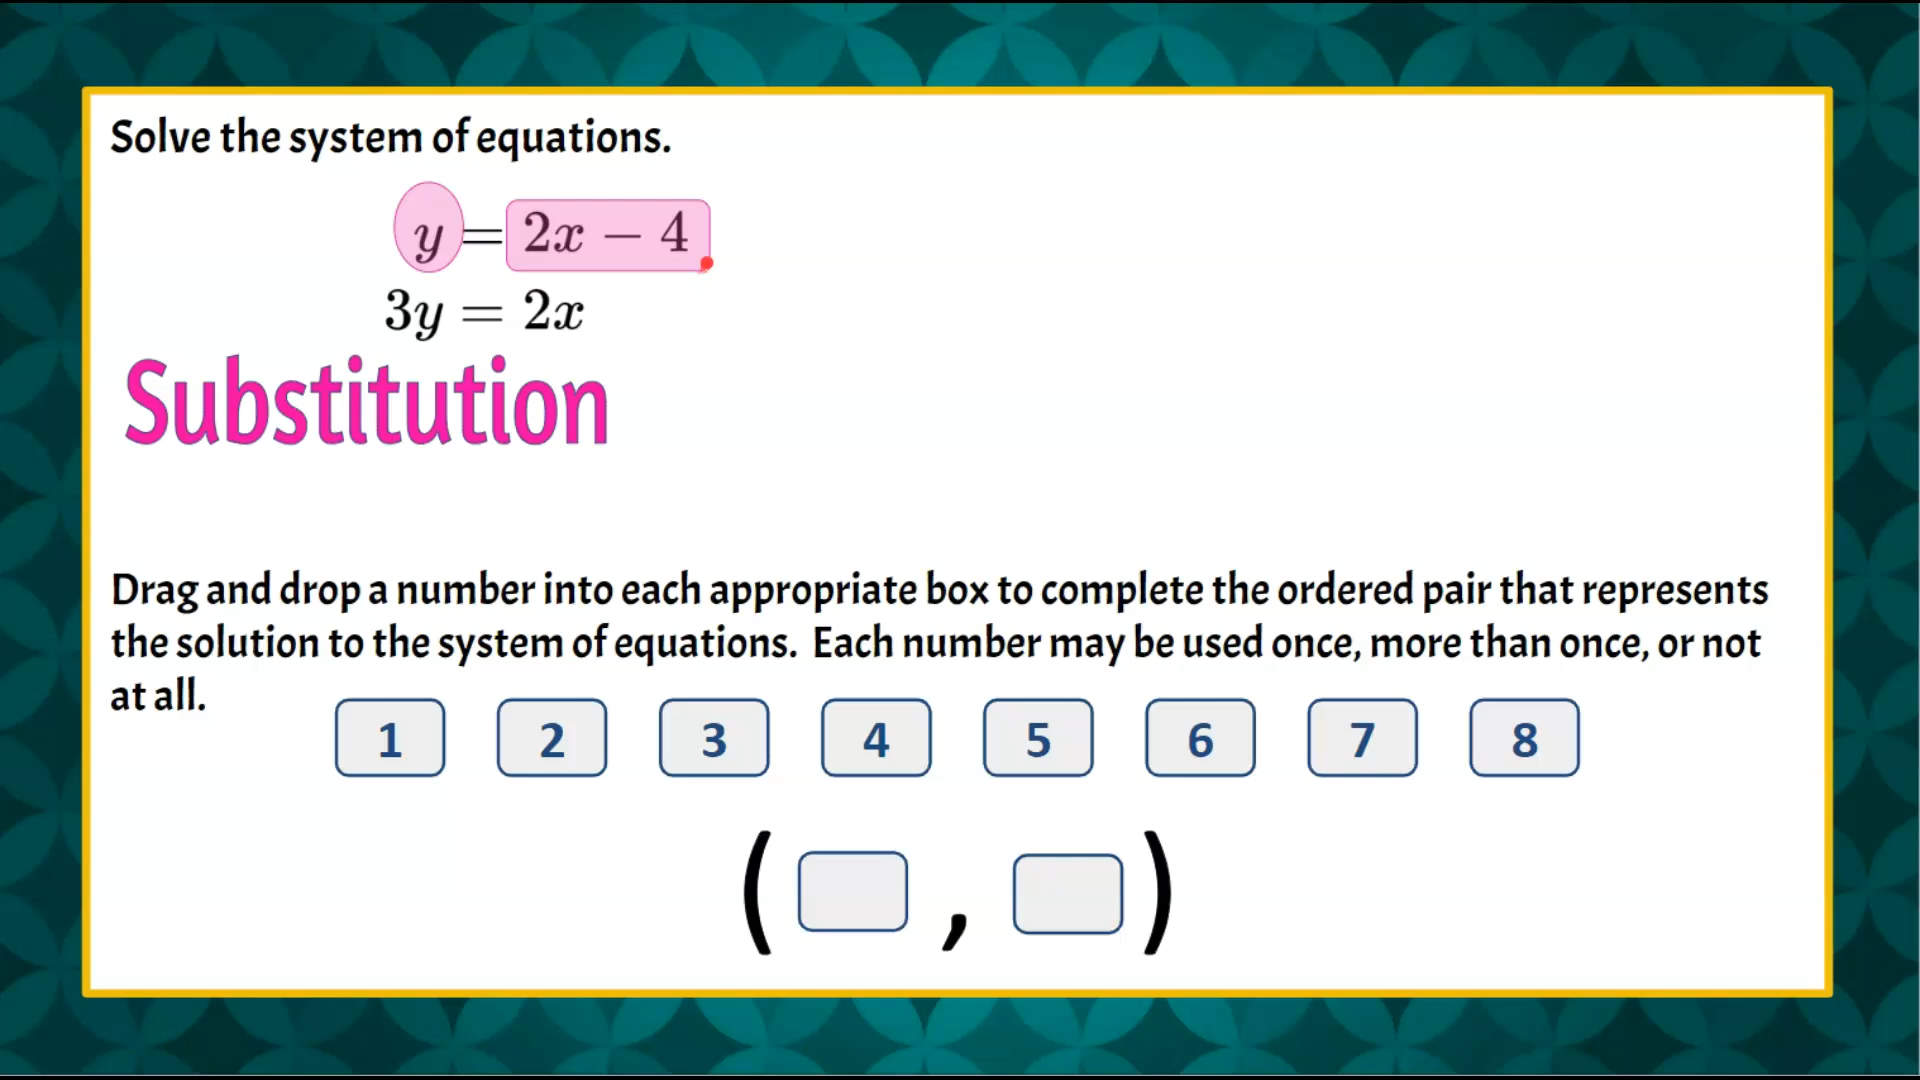 Solve the system of equations.
y = 2x − 4
3y = 2x
Substitution
Drag and drop a number into each appropriate box to complete the ordered pair that represents
the solution to the system of equations.  Each number may be used once, more than once, or not
at all.
1 2 3 4 5 6 7 8
( , )